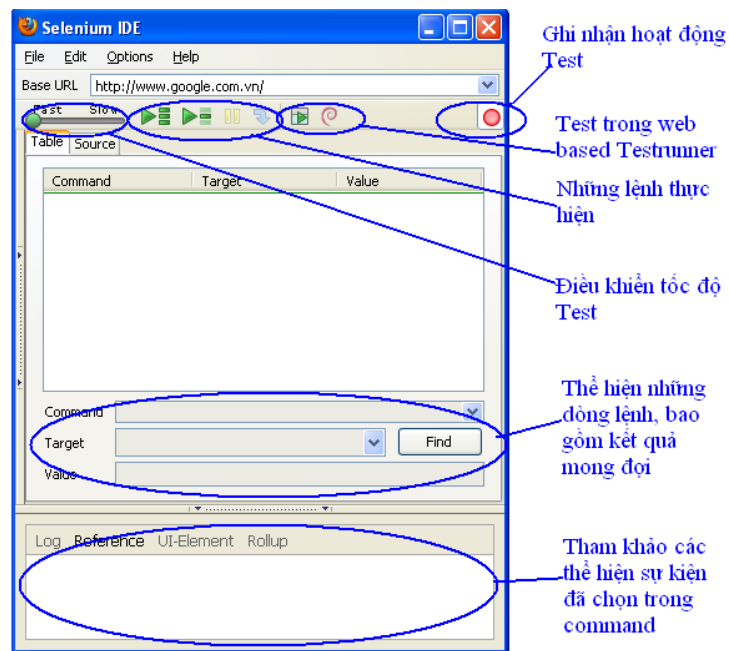 Selenium IDE
File Edit Options Help
Base URL http://www.google.com.vn/
Fast Slow
Table Source
Command Target Value
Command
Target Find
Value
Log Reference UI-Element Rollup
Ghi nhận hoạt động
Test
Test trong web
based Testrunner
Những lệnh thực
hiện
Điều khiển tốc độ
Test
Thể hiện những
dòng lệnh, bao
gồm kết quả
mong đợi
Tham khảo các
thể hiện sự kiện
đã chọn trong
command